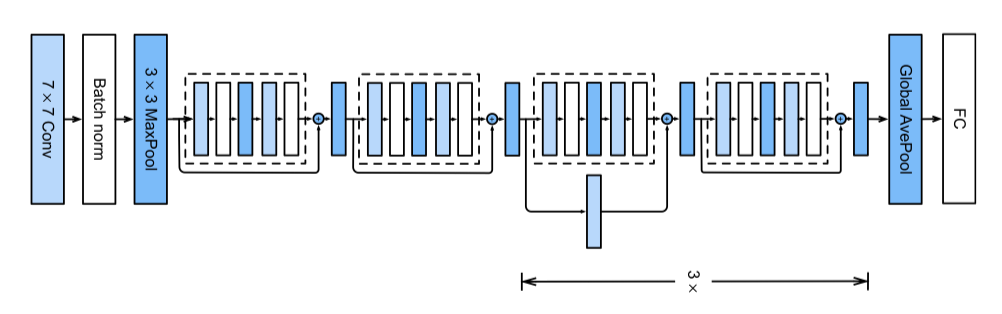 7 × 7 Conv
Batch norm
3 × 3 MaxPool
+
+
+
+
Global AvePool
FC
3 ×